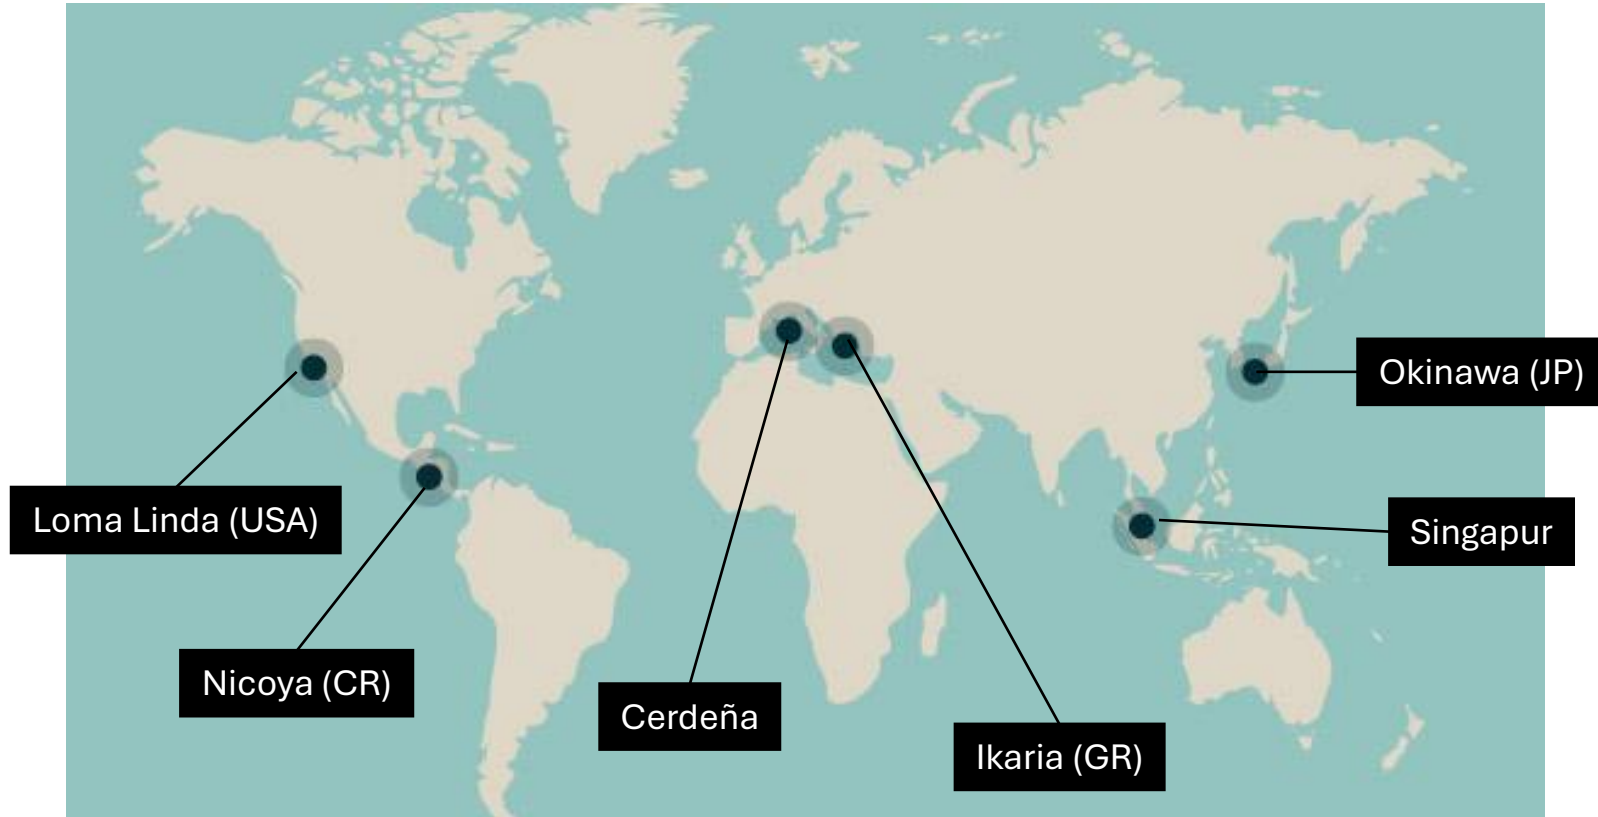 Okinawa (JP)
Loma Linda (USA)
Singapur
Nicoya (CR)
Cerdeña
Ikaria (GR)